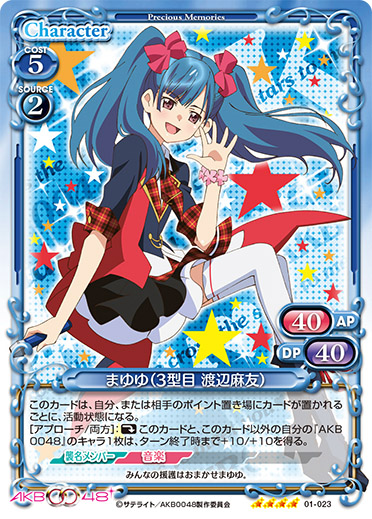 Precious Memories
Character
COST
5
SOURCE
2
stars to
the
to the s
40 AP
DP 40
まゆゆ(3型目 渡辺麻友)
このカードは、自分、または相手のポイント置き場にカードが置かれる
ごとに、活動状態になる。
[アプローチ/両方]: このカードと、このカード以外の自分の『AKB
0048』のキャラ1枚は、ターン終了時まで+10/+10を得る。
襲名メンバー 音楽
みんなの援護はおまかせまゆゆ。
AKB0048
©サテライト/AKB0048製作委員会
★★★★ 01-023